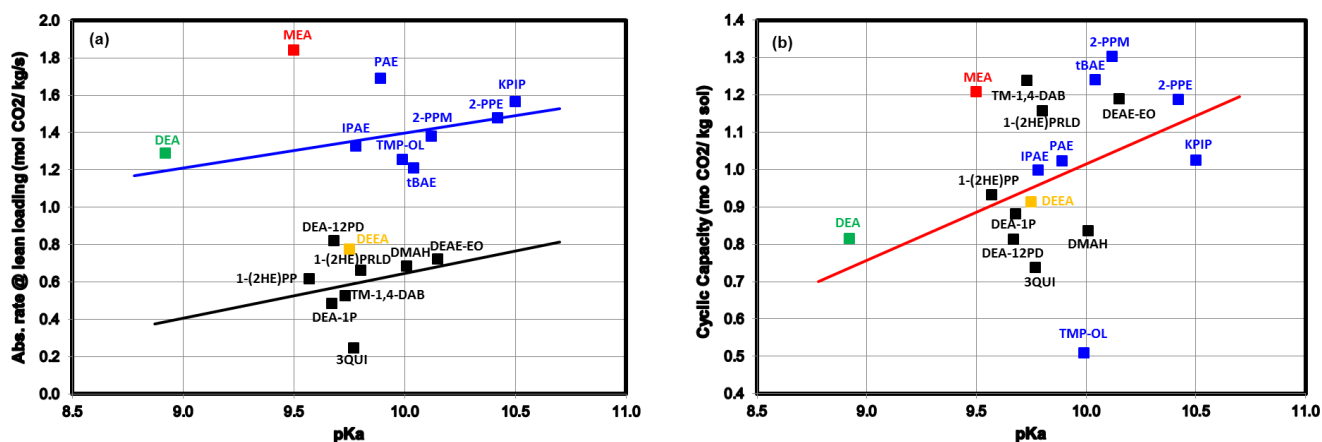 (a)
Abs. rate @ lean loading (mol CO2/ kg/s)
2.0
1.8
1.6
1.4
1.2
1.0
0.8
0.6
0.4
0.2
0.0
MEA
PAE
KPIP
2-PPE
2-PPM
IPAE
TMP-OL
tBAE
DEA
DEA-12PD
DEEA
DEAE-EO
DMAH
1-(2HE)PRLD
1-(2HE)PP
TM-1,4-DAB
DEA-1P
3QUI
8.5 9.0 9.5 10.0 10.5 11.0
pKa
(b)
Cyclic Capacity (mo CO2/ kg sol)
1.4
1.3
1.2
1.1
1.0
0.9
0.8
0.7
0.6
0.5
0.4
2-PPM
tBAE
MEA
2-PPE
TM-1,4-DAB
DEAE-EO
1-(2HE)PRLD
PAE
KPIP
IPAE
1-(2HE)PP
DEEA
DEA
DEA-1P
DMAH
DEA-12PD
3QUI
TMP-OL
8.5 9.0 9.5 10.0 10.5 11.0
pKa